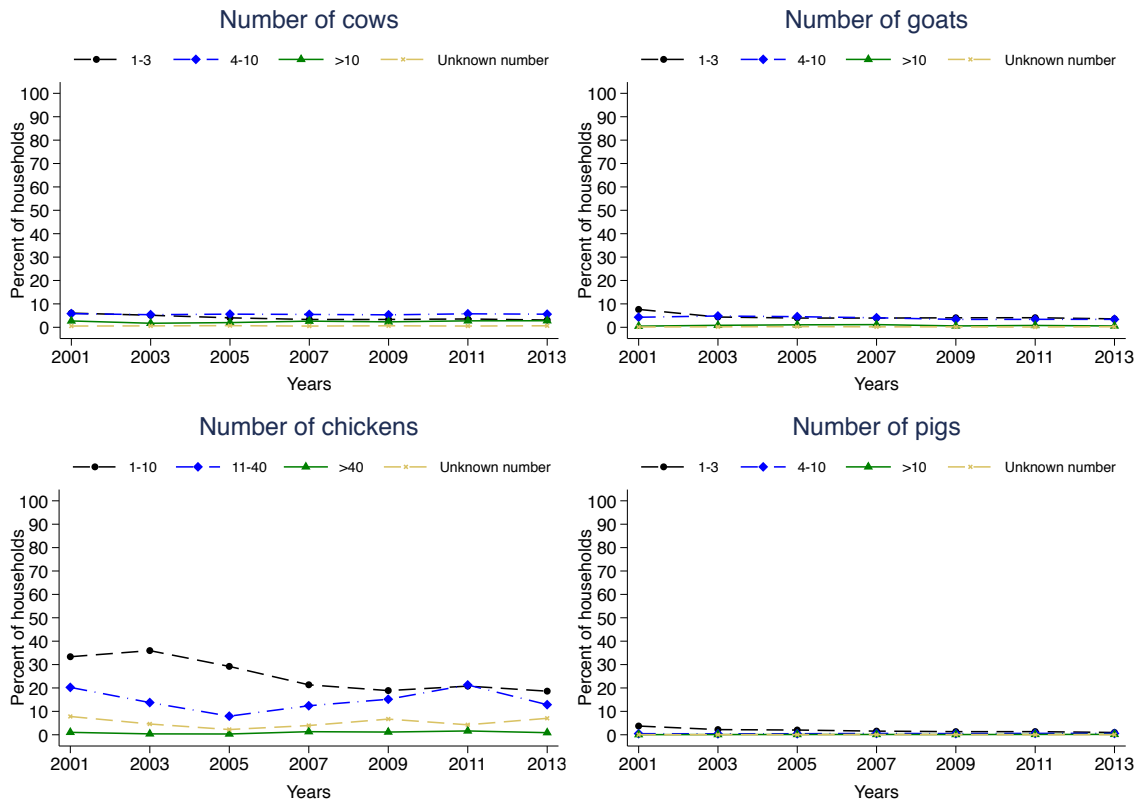 Number of cows
1-3 4-10 >10 Unknown number
Percent of households
100
90
80
70
60
50
40
30
20
10
0
2001 2003 2005 2007 2009 2011 2013
Years
Number of goats
1-3 4-10 >10 Unknown number
Percent of households
100
90
80
70
60
50
40
30
20
10
0
2001 2003 2005 2007 2009 2011 2013
Years
Number of chickens
1-10 11-40 >40 Unknown number
Percent of households
100
90
80
70
60
50
40
30
20
10
0
2001 2003 2005 2007 2009 2011 2013
Years
Number of pigs
1-3 4-10 >10 Unknown number
Percent of households
100
90
80
70
60
50
40
30
20
10
0
2001 2003 2005 2007 2009 2011 2013
Years